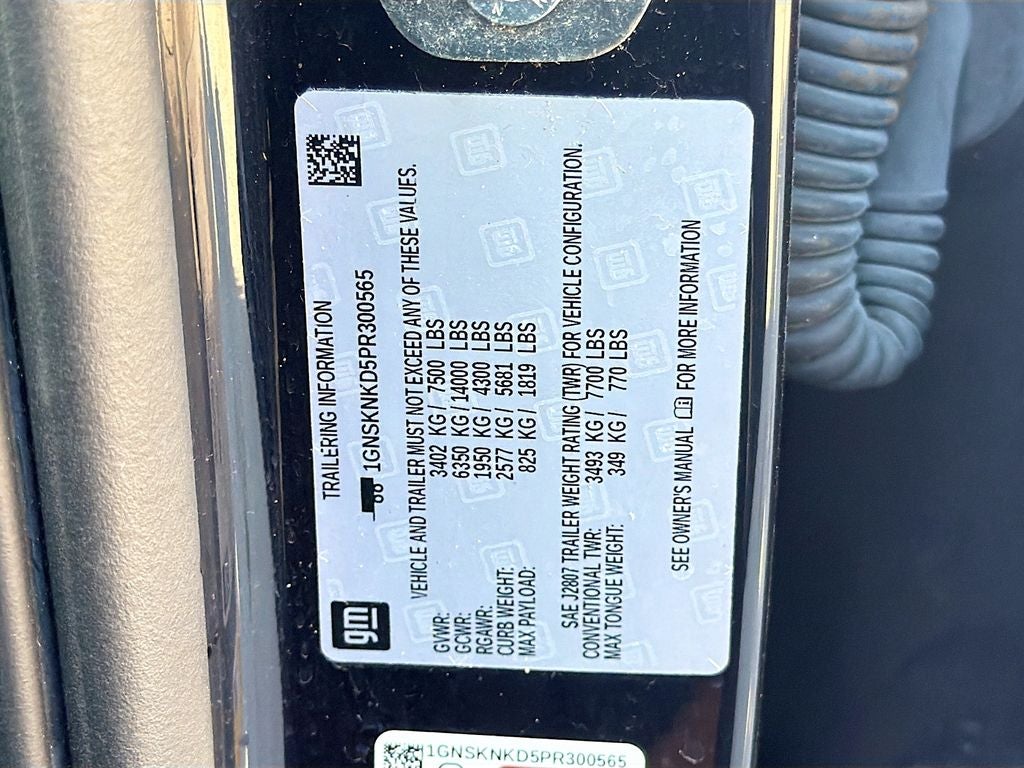 TRAILERING INFORMATION
1GNSKNKD5PR300565
gm
VEHICLE AND TRAILER MUST NOT EXCEED ANY OF THESE VALUES.
GVWR: 3402 KG / 7500 LBS
GCWR: 6350 KG / 14000 LBS
RGAWR: 1950 KG / 4300 LBS
CURB WEIGHT: 2577 KG / 5681 LBS
MAX PAYLOAD: 825 KG / 1819 LBS
SAE J2807 TRAILER WEIGHT RATING (TWR) FOR VEHICLE CONFIGURATION.
CONVENTIONAL TWR: 3493 KG / 7700 LBS
MAX TONGUE WEIGHT: 349 KG / 770 LBS
SEE OWNER'S MANUAL FOR MORE INFORMATION
1GNSKNKD5PR300565